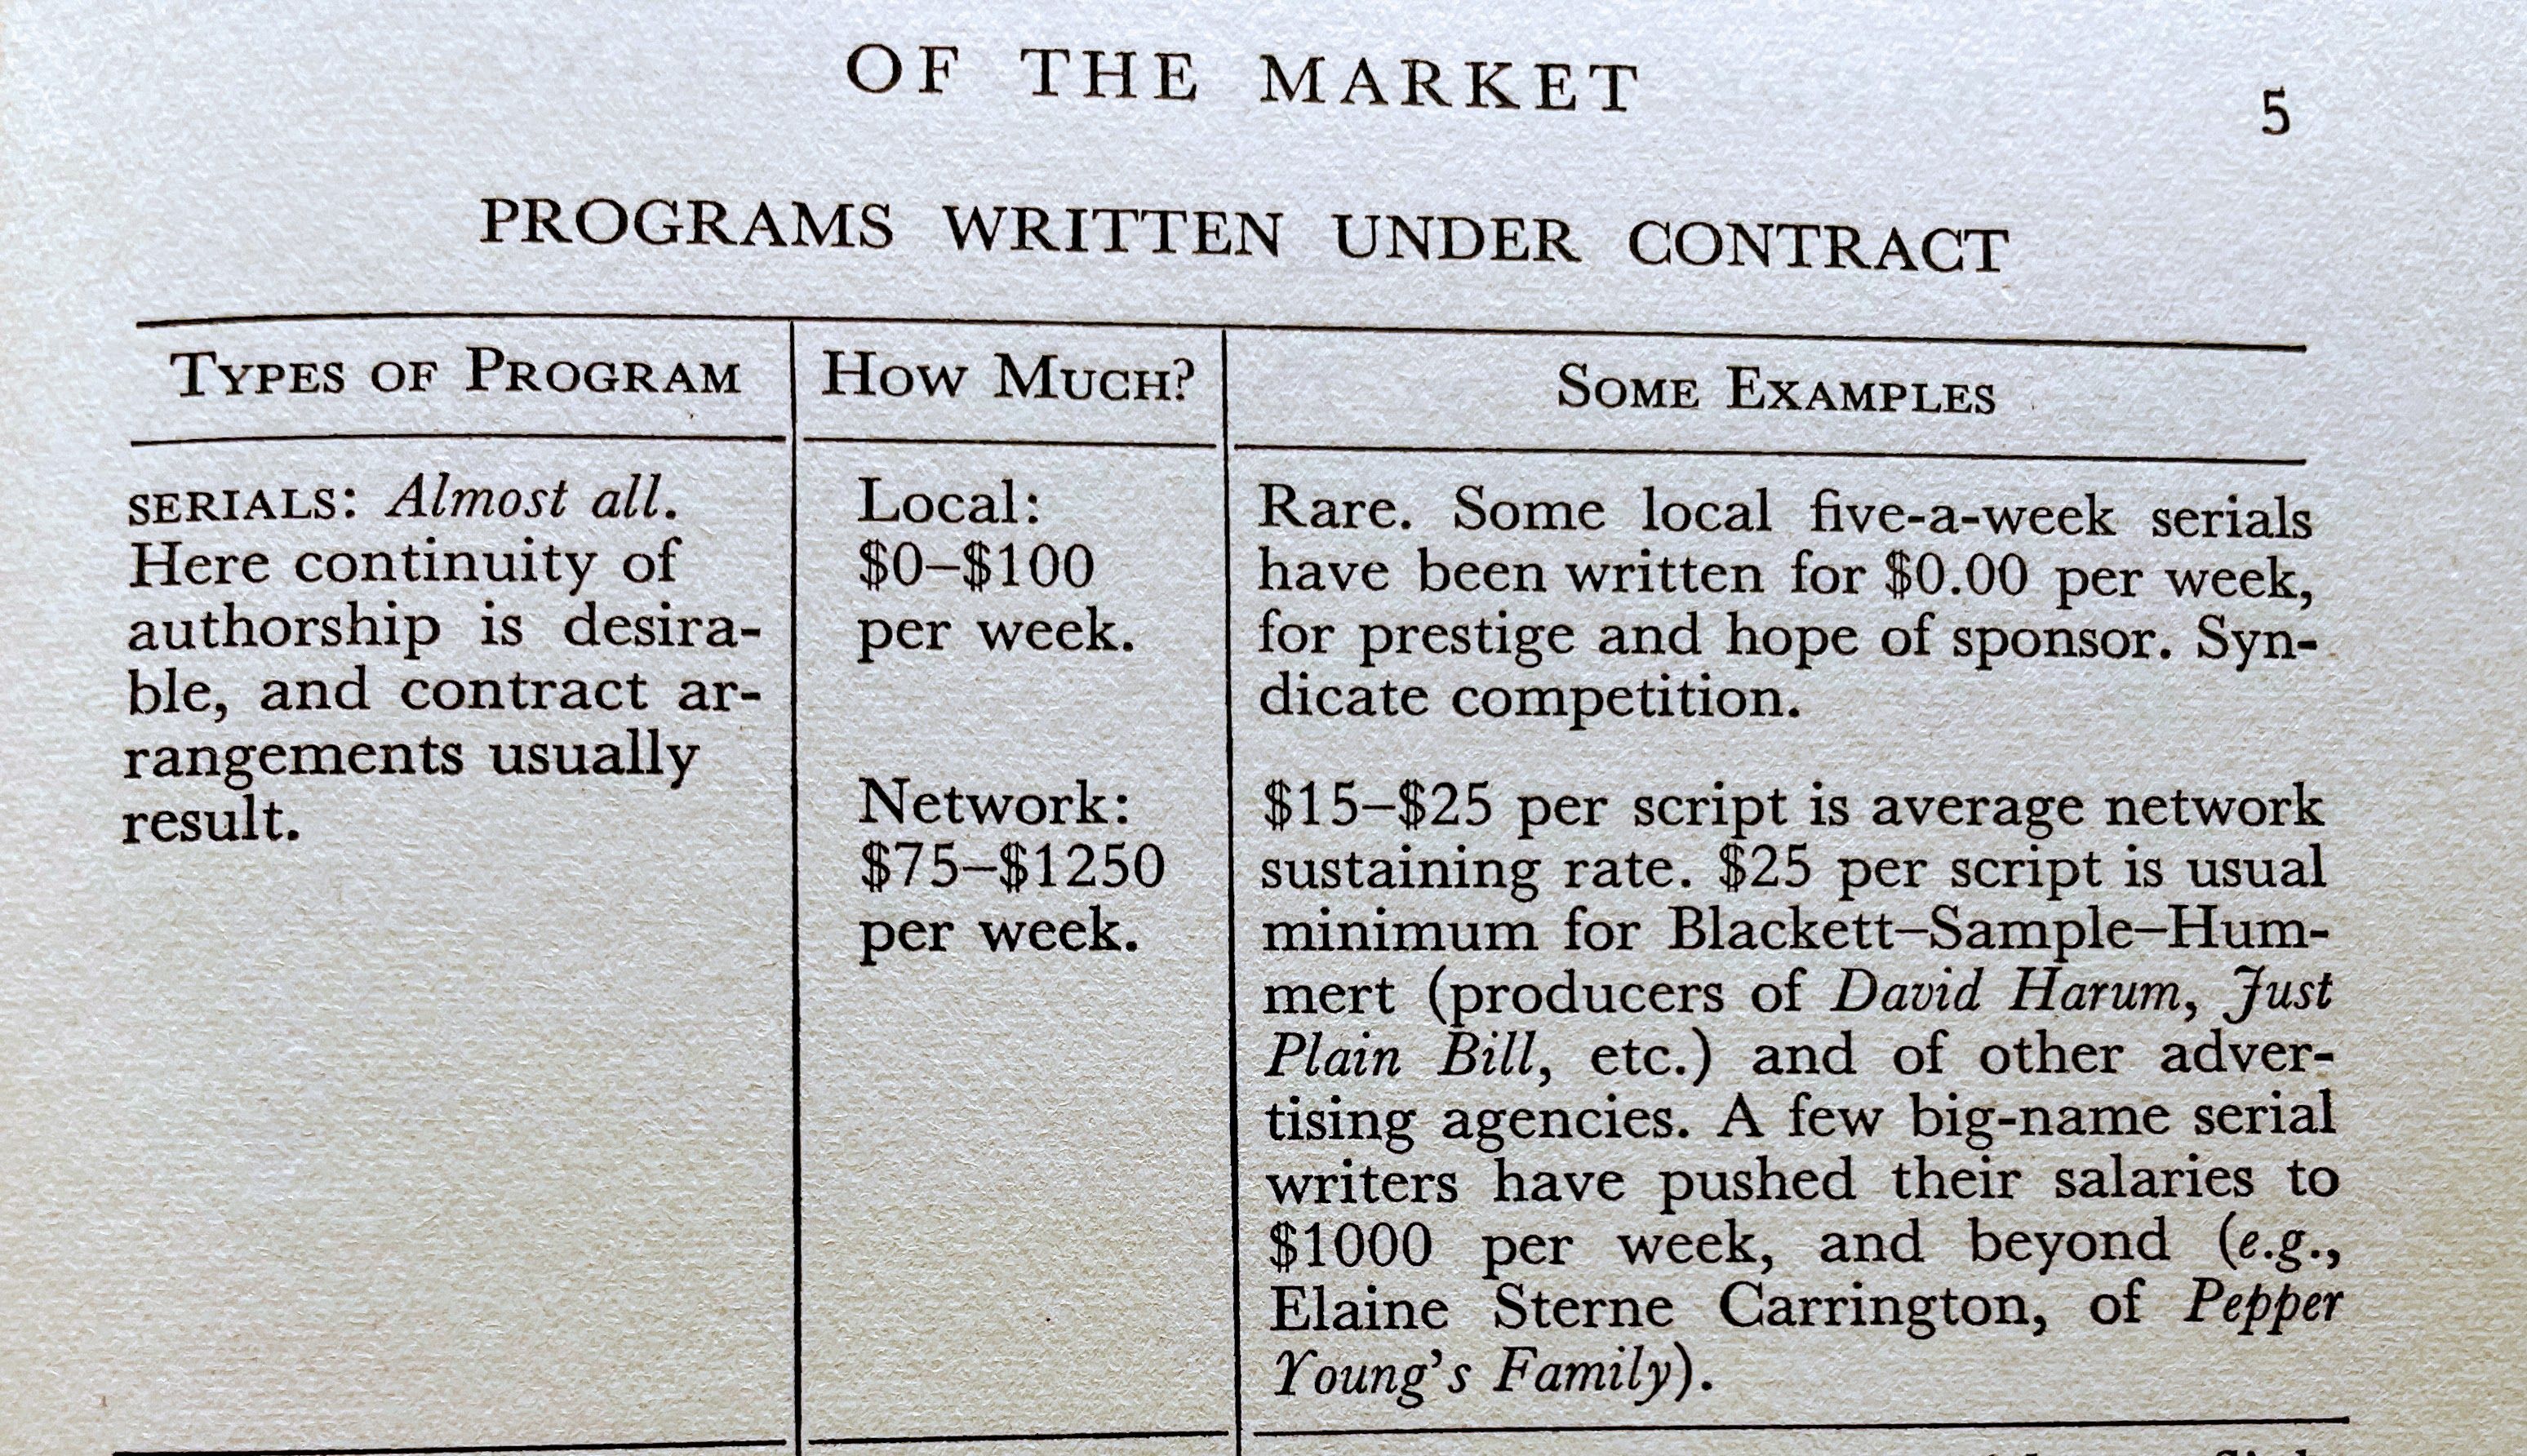 OF THE MARKET
5
PROGRAMS WRITTEN UNDER CONTRACT
TYPES OF PROGRAM
HOW MUCH?
SOME EXAMPLES
SERIALS: Almost all.
Here continuity of
authorship is desira-
ble, and contract ar-
rangements usually
result.
Local:
$0–$100
per week.
Rare. Some local five-a-week serials
have been written for $0.00 per week,
for prestige and hope of sponsor. Syn-
dicate competition.
Network:
$75–$1250
per week.
$15–$25 per script is average network
sustaining rate. $25 per script is usual
minimum for Blackett–Sample–Hum-
mert (producers of David Harum, Just
Plain Bill, etc.) and of other adver-
tising agencies. A few big-name serial
writers have pushed their salaries to
$1000 per week, and beyond (e.g.,
Elaine Sterne Carrington, of Pepper
Young's Family).